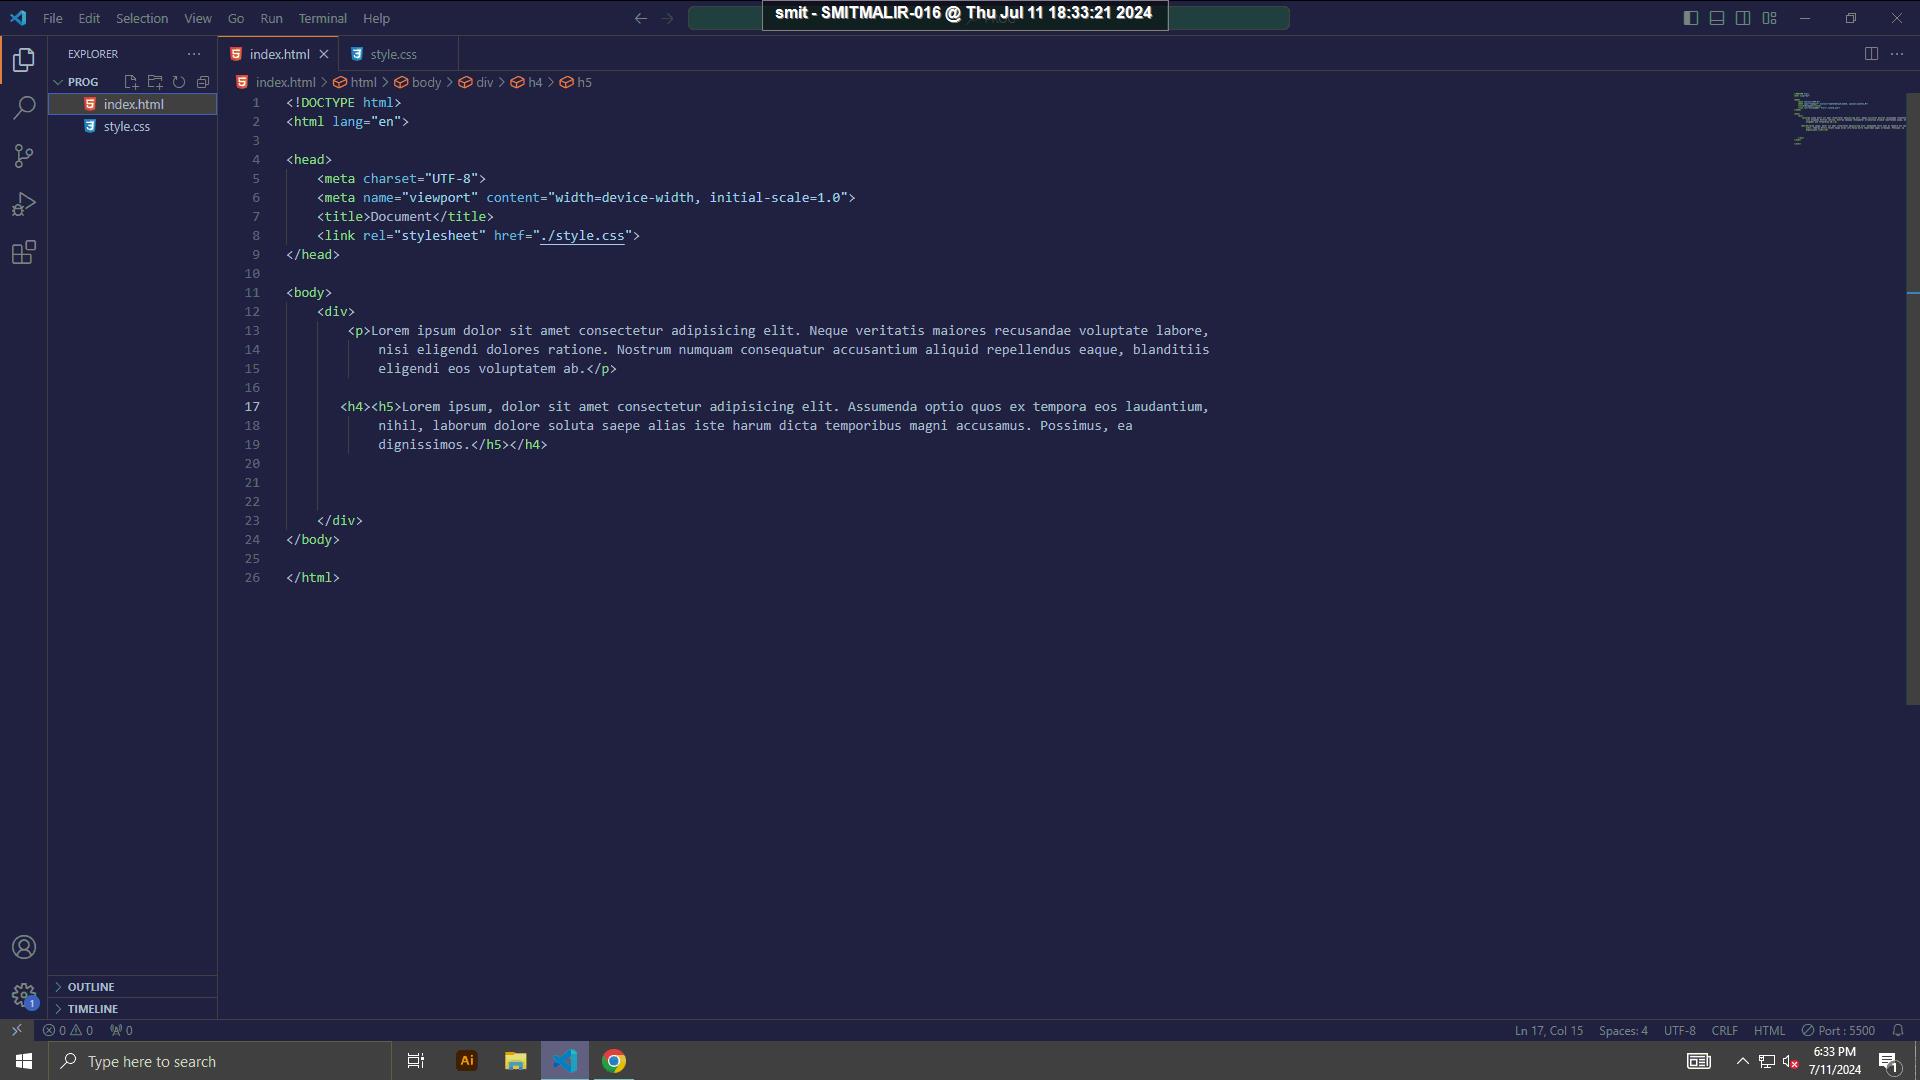 File Edit Selection View Go Run Terminal Help
smit - SMITMALIR-016 @ Thu Jul 11 18:33:21 2024
EXPLORER
index.html
style.css
PROG
index.html > html > body > div > h4 > h5
index.html
style.css
1 <!DOCTYPE html>
2 <html lang="en">
3
4 <head>
5 <meta charset="UTF-8">
6 <meta name="viewport" content="width=device-width, initial-scale=1.0">
7 <title>Document</title>
8 <link rel="stylesheet" href="./style.css">
9 </head>
10
11 <body>
12 <div>
13 <p>Lorem ipsum dolor sit amet consectetur adipisicing elit. Neque veritatis maiores recusandae voluptate labore,
14 nisi eligendi dolores ratione. Nostrum numquam consequatur accusantium aliquid repellendus eaque, blanditiis
15 eligendi eos voluptatem ab.</p>
16
17 <h4><h5>Lorem ipsum, dolor sit amet consectetur adipisicing elit. Assumenda optio quos ex tempora eos laudantium,
18 nihil, laborum dolore soluta saepe alias iste harum dicta temporibus magni accusamus. Possimus, ea
19 dignissimos.</h5></h4>
20
21
22
23 </div>
24 </body>
25
26 </html>
OUTLINE
TIMELINE
1
0 0 0
Ln 17, Col 15 Spaces: 4 UTF-8 CRLF HTML Port : 5500
Type here to search
Ai
6:33 PM
7/11/2024
1